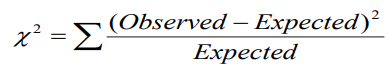 χ² = ∑ (Observed − Expected)² / Expected